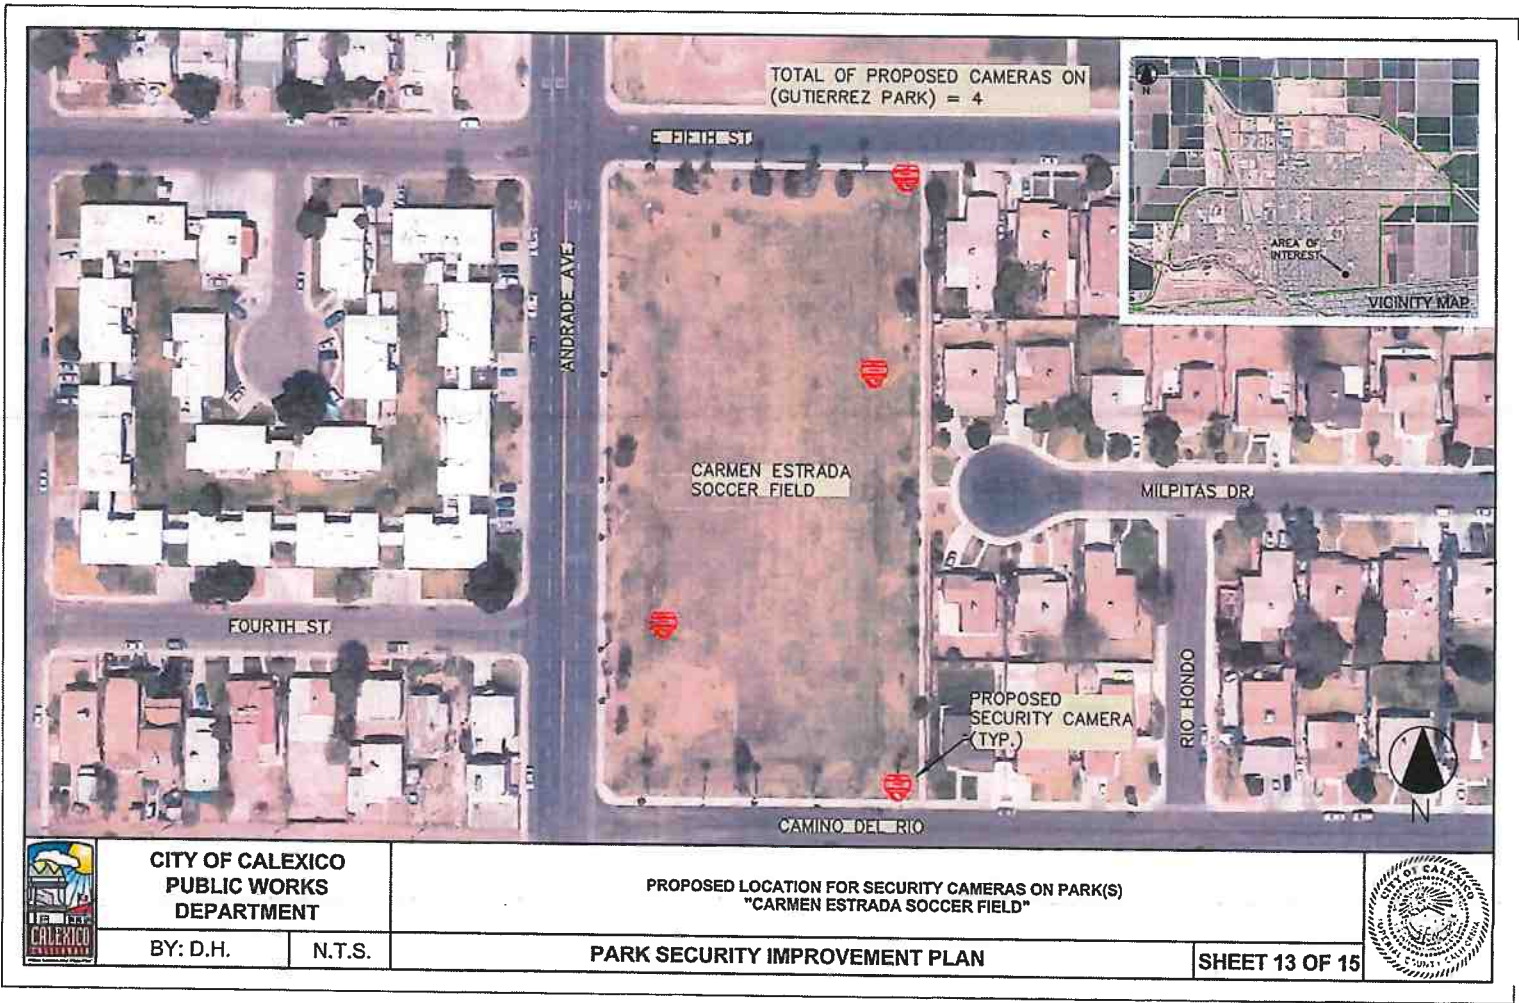 TOTAL OF PROPOSED CAMERAS ON
(GUTIERREZ PARK) = 4
N
AREA OF
INTEREST
VICINITY MAP
E FIFTH ST.
ANDRADE AVE.
CARMEN ESTRADA
SOCCER FIELD
MILPITAS DR.
FOURTH ST.
RIO HONDO
PROPOSED
SECURITY CAMERA
(TYP.)
N
CAMINO DEL RIO
CALEXICO
CITY OF CALEXICO
PUBLIC WORKS
DEPARTMENT
BY: D.H.
N.T.S.
PROPOSED LOCATION FOR SECURITY CAMERAS ON PARK(S)
"CARMEN ESTRADA SOCCER FIELD"
PARK SECURITY IMPROVEMENT PLAN
SHEET 13 OF 15
CITY OF CALEXICO